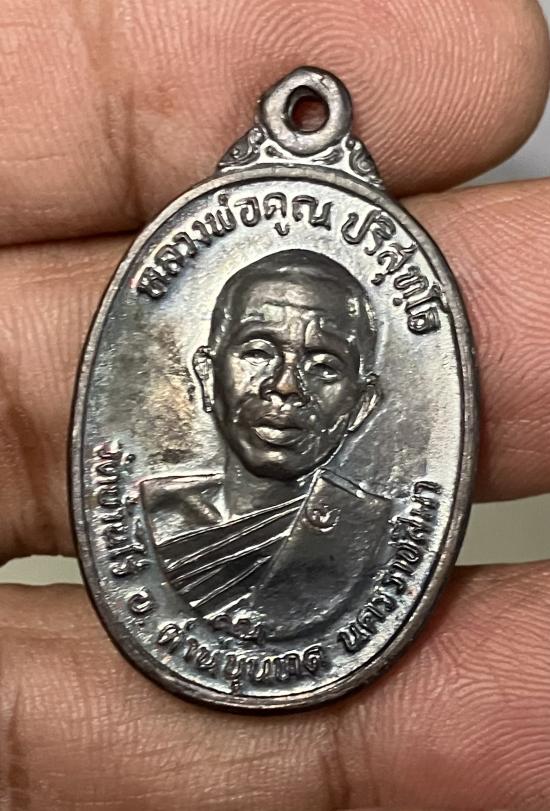 หลวงพ่อคูณ ปริสุทฺโธ
วัดบ้านไร่ อ. ด่านขุนทด นครราชสีมา